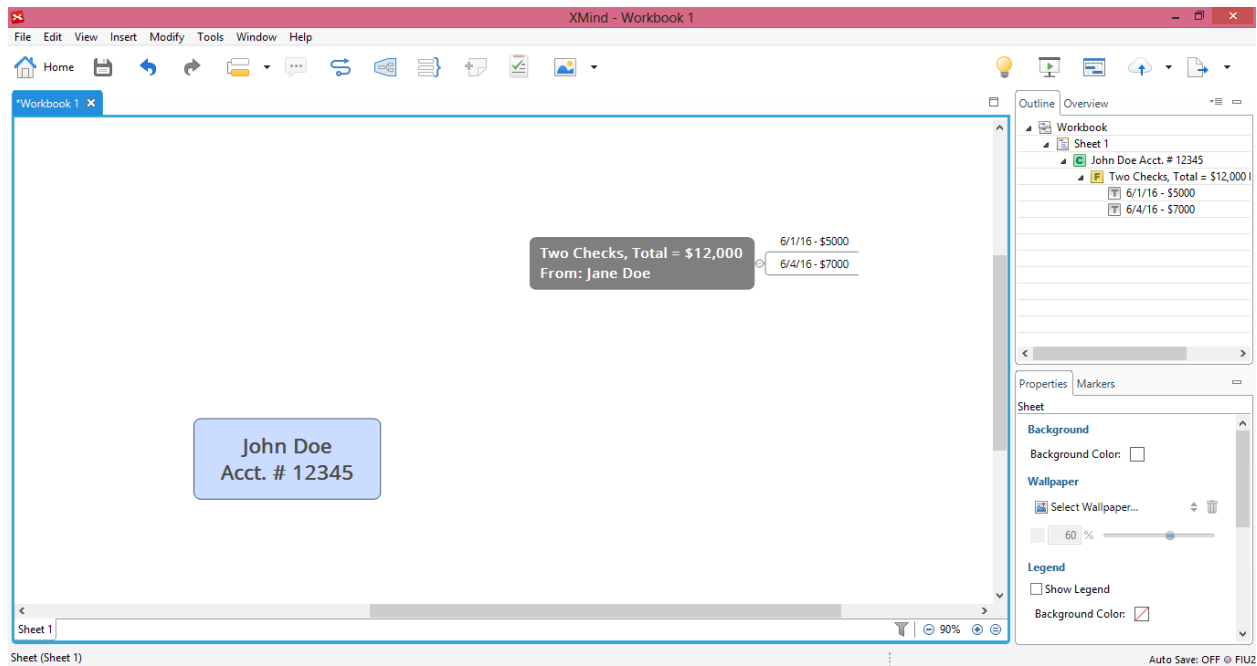 XMind - Workbook 1
File Edit View Insert Modify Tools Window Help
Home
*Workbook 1
Two Checks, Total = $12,000
From: Jane Doe
6/1/16 - $5000
6/4/16 - $7000
John Doe
Acct. # 12345
Sheet 1
90%
Outline Overview
Workbook
Sheet 1
C John Doe Acct. # 12345
F Two Checks, Total = $12,000
T 6/1/16 - $5000
T 6/4/16 - $7000
Properties Markers
Sheet
Background
Background Color:
Wallpaper
Select Wallpaper...
60 %
Legend
Show Legend
Background Color:
Sheet (Sheet 1)
Auto Save: OFF FIU2